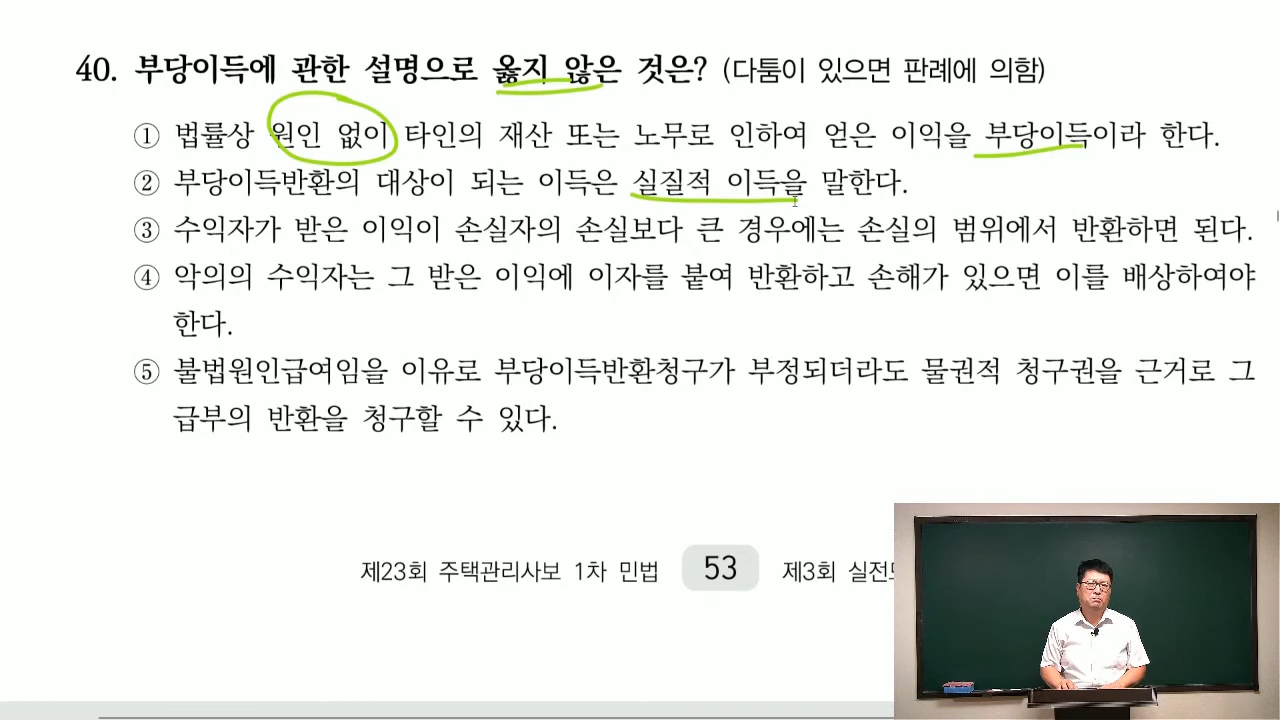 40. 부당이득에 관한 설명으로 옳지 않은 것은? (다툼이 있으면 판례에 의함)
① 법률상 원인 없이 타인의 재산 또는 노무로 인하여 얻은 이익을 부당이득이라 한다.
② 부당이득반환의 대상이 되는 이득은 실질적 이득을 말한다.
③ 수익자가 받은 이익이 손실자의 손실보다 큰 경우에는 손실의 범위에서 반환하면 된다.
④ 악의의 수익자는 그 받은 이익에 이자를 붙여 반환하고 손해가 있으면 이를 배상하여야
한다.
⑤ 불법원인급여임을 이유로 부당이득반환청구가 부정되더라도 물권적 청구권을 근거로 그
급부의 반환을 청구할 수 있다.
제23회 주택관리사보 1차 민법 53 제3회